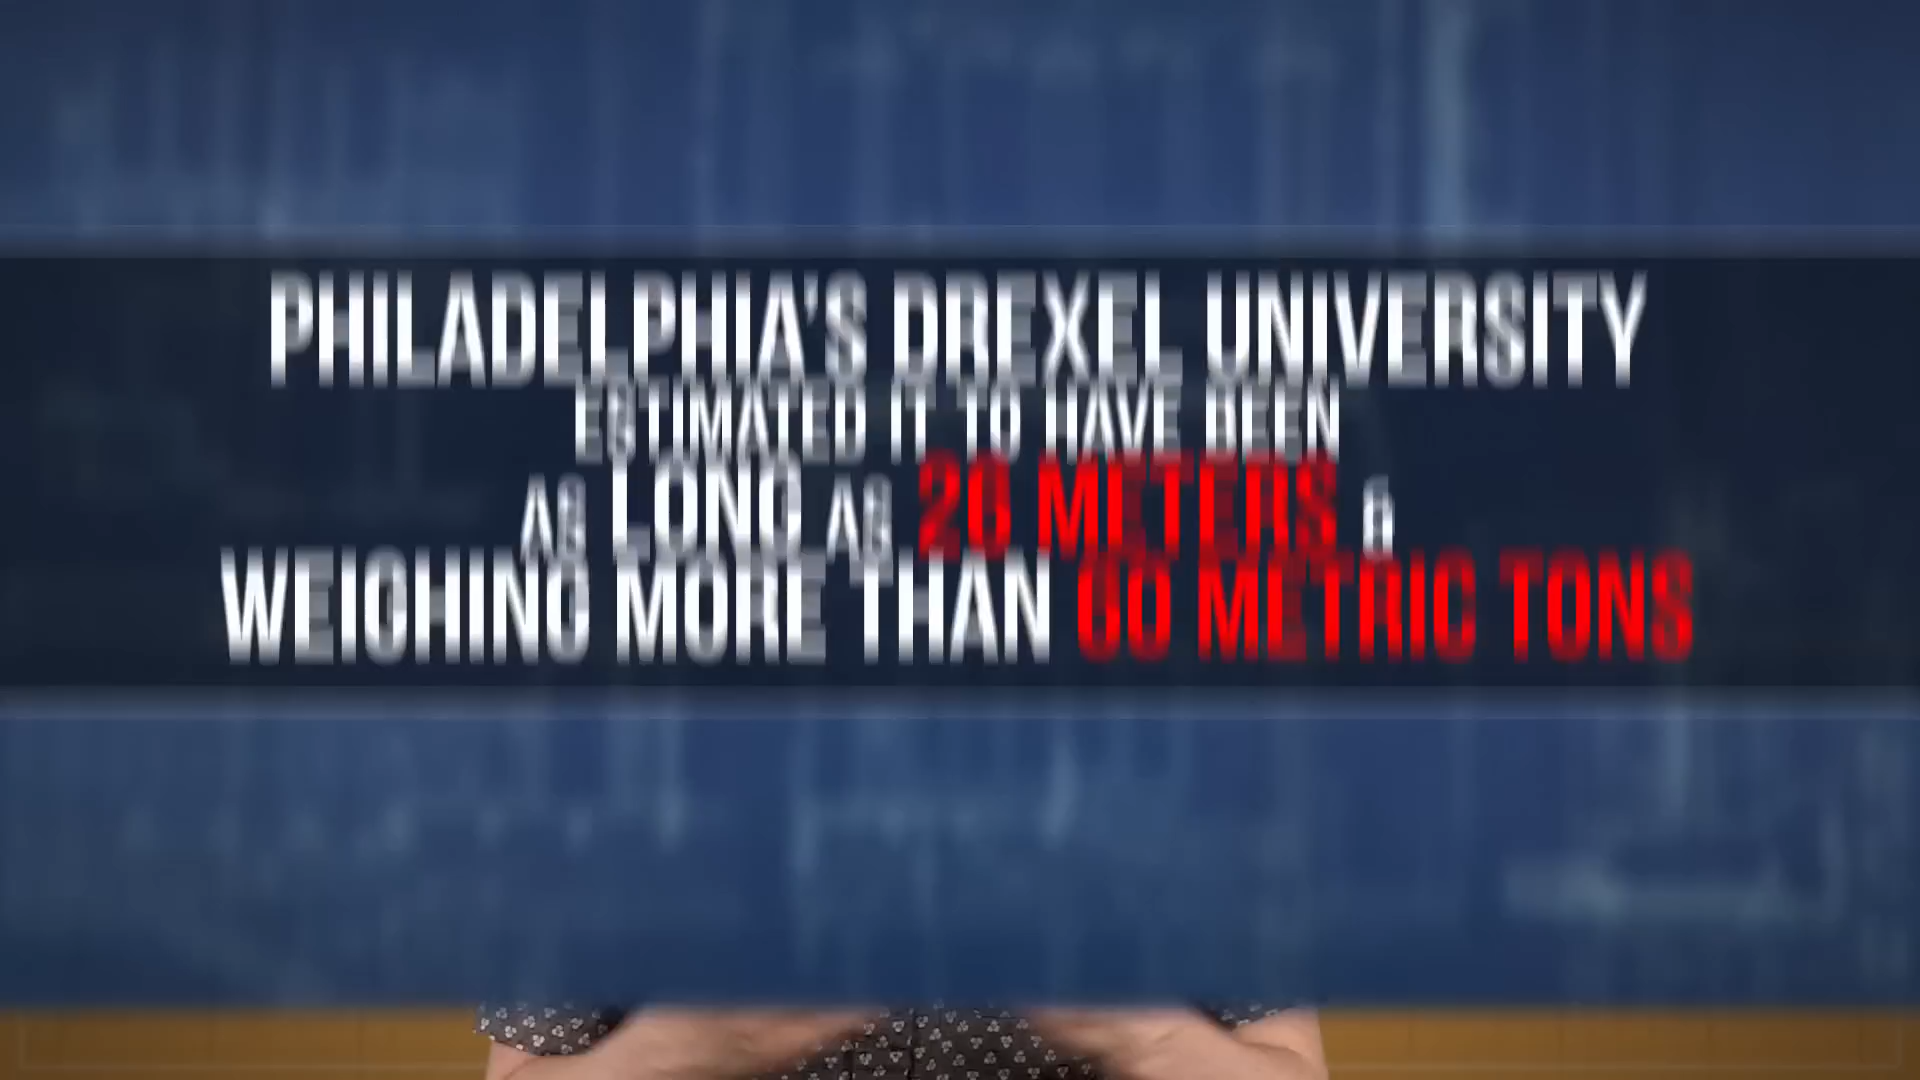 PHILADELPHIA'S DREXEL UNIVERSITY
ESTIMATED IT TO HAVE BEEN
AS LONG AS 26 METERS &
WEIGHING MORE THAN 60 METRIC TONS